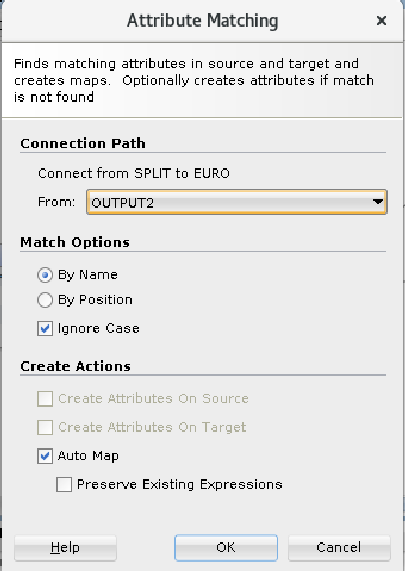 Attribute Matching
Finds matching attributes in source and target and
creates maps. Optionally creates attributes if match
is not found
Connection Path
Connect from SPLIT to EURO
From: OUTPUT2
Match Options
By Name
By Position
Ignore Case
Create Actions
Create Attributes On Source
Create Attributes On Target
Auto Map
Preserve Existing Expressions
Help OK Cancel